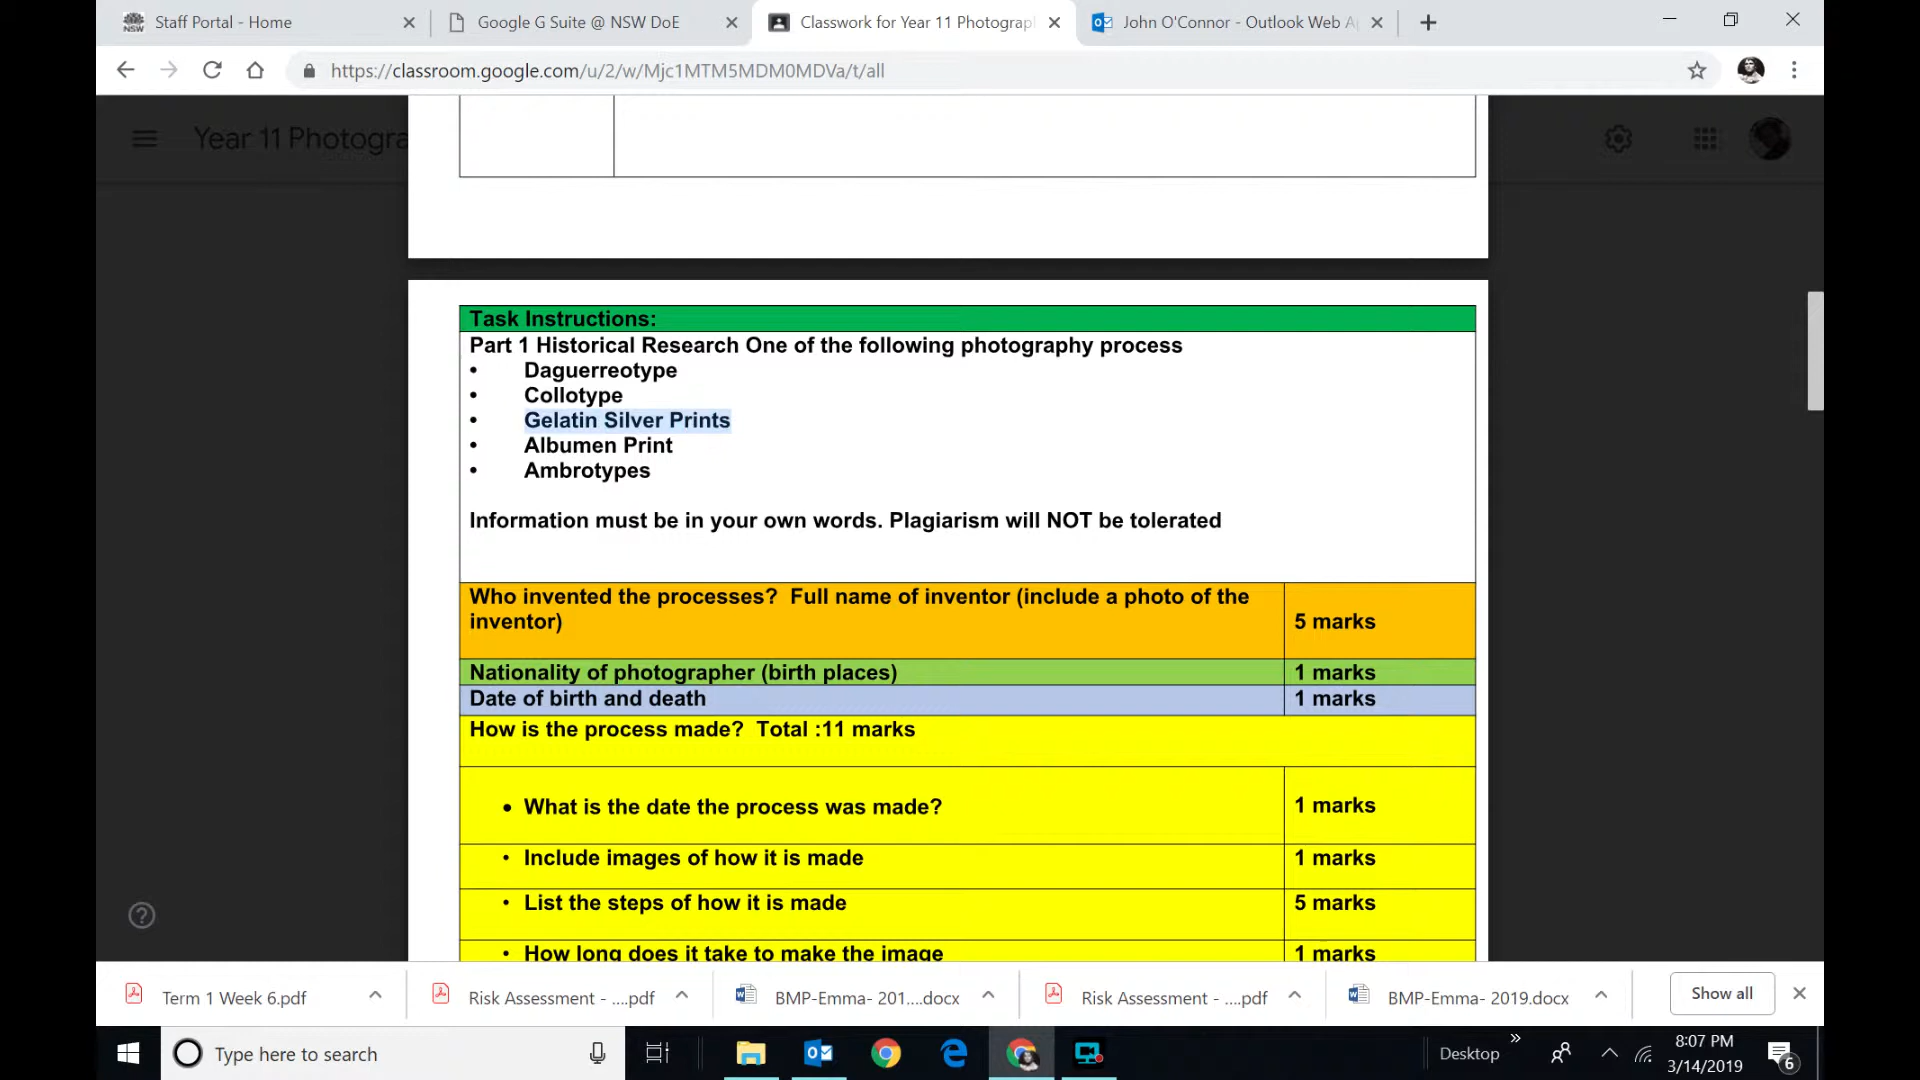 Staff Portal - Home
Google G Suite @ NSW DoE
Classwork for Year 11 Photograp
John O'Connor - Outlook Web A
https://classroom.google.com/u/2/w/Mjc1MTM5MDM0MDVa/t/all
Year 11 Photogra
Task Instructions:
Part 1 Historical Research One of the following photography process
• Daguerreotype
• Collotype
• Gelatin Silver Prints
• Albumen Print
• Ambrotypes
Information must be in your own words. Plagiarism will NOT be tolerated
Who invented the processes? Full name of inventor (include a photo of the
inventor)
5 marks
Nationality of photographer (birth places) 1 marks
Date of birth and death 1 marks
How is the process made? Total :11 marks
• What is the date the process was made? 1 marks
• Include images of how it is made 1 marks
• List the steps of how it is made 5 marks
• How long does it take to make the image 1 marks
Term 1 Week 6.pdf
Risk Assessment - ....pdf
BMP-Emma- 201....docx
Risk Assessment - ....pdf
BMP-Emma- 2019.docx
Show all
Type here to search
Desktop
8:07 PM
3/14/2019
6